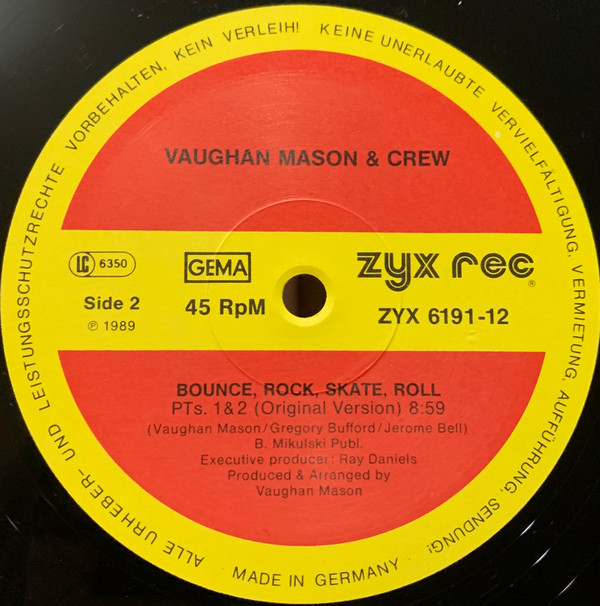 ALLE URHEBER- UND LEISTUNGSSCHUTZRECHTE VORBEHALTEN, KEIN VERLEIH! KEINE UNERLAUBTE VERVIELFÄLTIGUNG, VERMIETUNG, AUFFÜHRUNG, SENDUNG!
VAUGHAN MASON & CREW
LC 6350
GEMA
zyx rec®
Side 2
45 RpM
ZYX 6191-12
℗ 1989
BOUNCE, ROCK, SKATE, ROLL
PTs. 1&2 (Original Version) 8:59
(Vaughan Mason/Gregory Bufford/Jerome Bell)
B. Mikulski Publ.
Executive producer: Ray Daniels
Produced & Arranged by
Vaughan Mason
MADE IN GERMANY